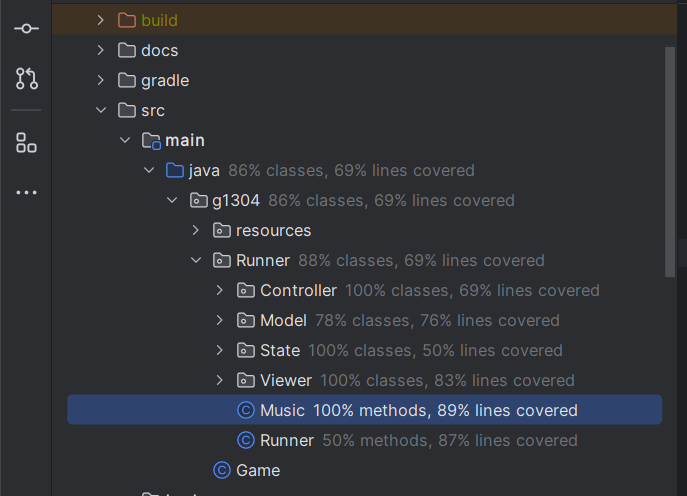 build
docs
gradle
src
main
java 86% classes, 69% lines covered
g1304 86% classes, 69% lines covered
resources
Runner 88% classes, 69% lines covered
Controller 100% classes, 69% lines covered
Model 78% classes, 76% lines covered
State 100% classes, 50% lines covered
Viewer 100% classes, 83% lines covered
Music 100% methods, 89% lines covered
Runner 50% methods, 87% lines covered
Game